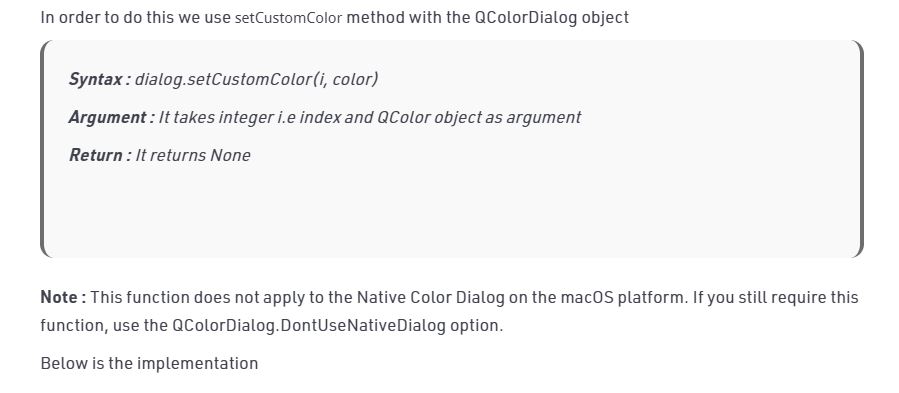 In order to do this we use setCustomColor method with the QColorDialog object
Syntax : dialog.setCustomColor(i, color)
Argument : It takes integer i.e index and QColor object as argument
Return : It returns None
Note : This function does not apply to the Native Color Dialog on the macOS platform. If you still require this
function, use the QColorDialog.DontUseNativeDialog option.
Below is the implementation